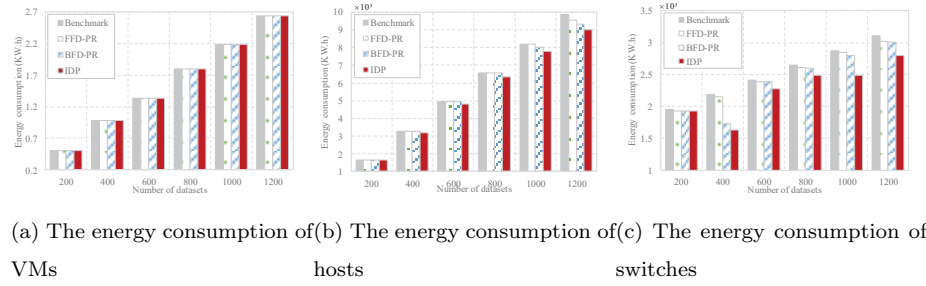 2.7
2.2
1.7
1.2
0.7
0.2
Energy consumption(KW.h)
Benchmark
FFD-PR
BFD-PR
IDP
200 400 600 800 1000 1200
Number of datasets
×10³
10
9
8
7
6
5
4
3
2
1
Energy consumption(KW.h)
Benchmark
FFD-PR
BFD-PR
IDP
200 400 600 800 1000 1200
Number of datasets
×10³
3.5
3
2.5
2
1.5
1
Energy consumption(KW.h)
Benchmark
FFD-PR
BFD-PR
IDP
200 400 600 800 1000 1200
Number of datasets
(a) The energy consumption of(b) The energy consumption of(c) The energy consumption of
VMs hosts switches